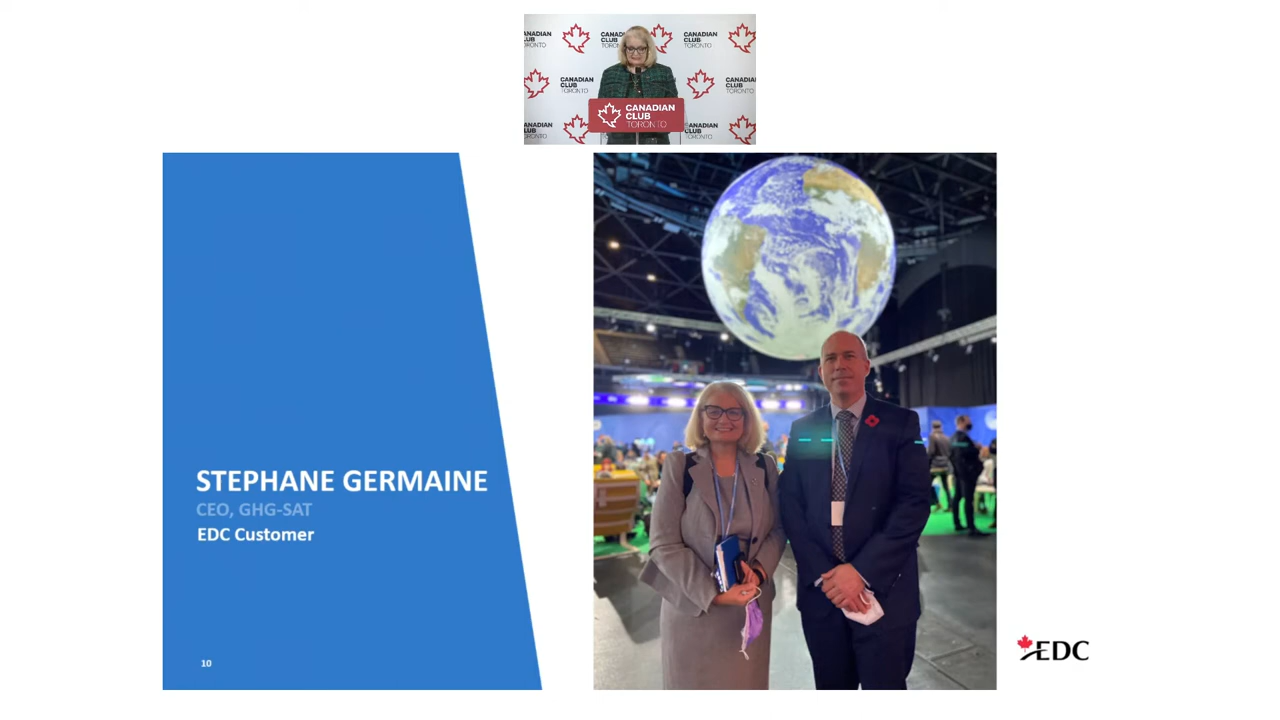 CANADIAN
CLUB
TORONTO
CANADIAN
CLUB
TORONTO
CANADIAN
CLUB
TORONTO
CANADIAN
CLUB
TORONTO
CANADIAN
CLUB
TORONTO
STEPHANE GERMAINE
CEO, GHG-SAT
EDC Customer
10
EDC